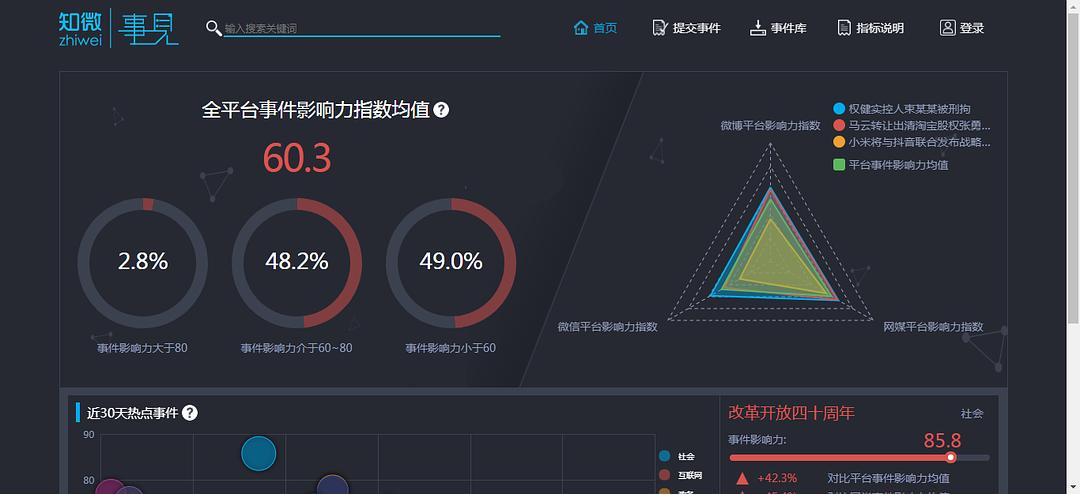 知微
zhiwei
事見
输入搜索关键词
首页
提交事件
事件库
指标说明
登录
全平台事件影响力指数均值
60.3
2.8%
48.2%
49.0%
事件影响力大于80
事件影响力介于60~80
事件影响力小于60
权健实控人束某某被刑拘
马云转让出清淘宝股权张勇...
小米将与抖音联合发布战略...
平台事件影响力均值
微博平台影响力指数
微信平台影响力指数
网媒平台影响力指数
近30天热点事件
90
80
社会
互联网
改革开放四十周年
社会
事件影响力:
85.8
+42.3%
对比平台事件影响力均值